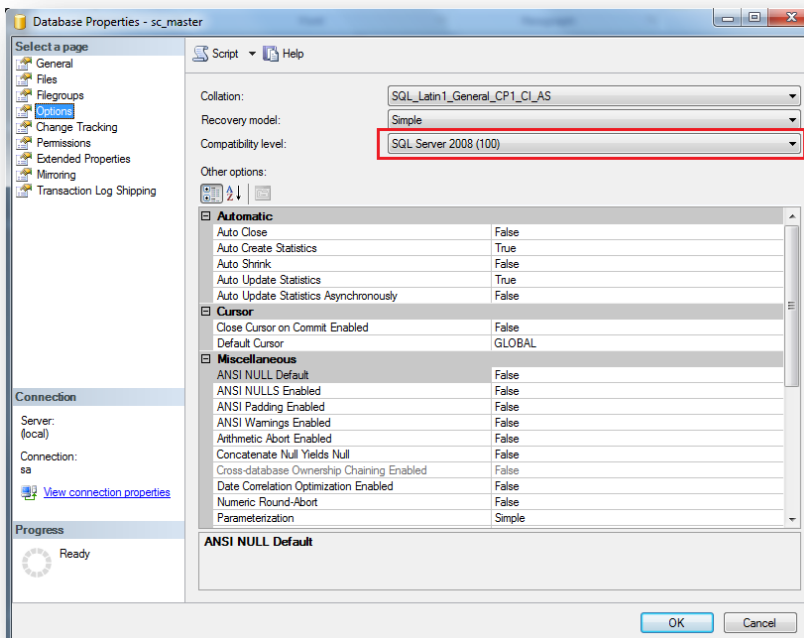 Database Properties - sc_master
Select a page
General
Files
Filegroups
Options
Change Tracking
Permissions
Extended Properties
Mirroring
Transaction Log Shipping
Connection
Server:
(local)
Connection:
sa
View connection properties
Progress
Ready
Script Help
Collation: SQL_Latin1_General_CP1_CI_AS
Recovery model: Simple
Compatibility level: SQL Server 2008 (100)
Other options:
Automatic
Auto Close False
Auto Create Statistics True
Auto Shrink False
Auto Update Statistics True
Auto Update Statistics Asynchronously False
Cursor
Close Cursor on Commit Enabled False
Default Cursor GLOBAL
Miscellaneous
ANSI NULL Default False
ANSI NULLS Enabled False
ANSI Padding Enabled False
ANSI Warnings Enabled False
Arithmetic Abort Enabled False
Concatenate Null Yields Null False
Cross-database Ownership Chaining Enabled False
Date Correlation Optimization Enabled False
Numeric Round-Abort False
Parameterization Simple
ANSI NULL Default
OK Cancel